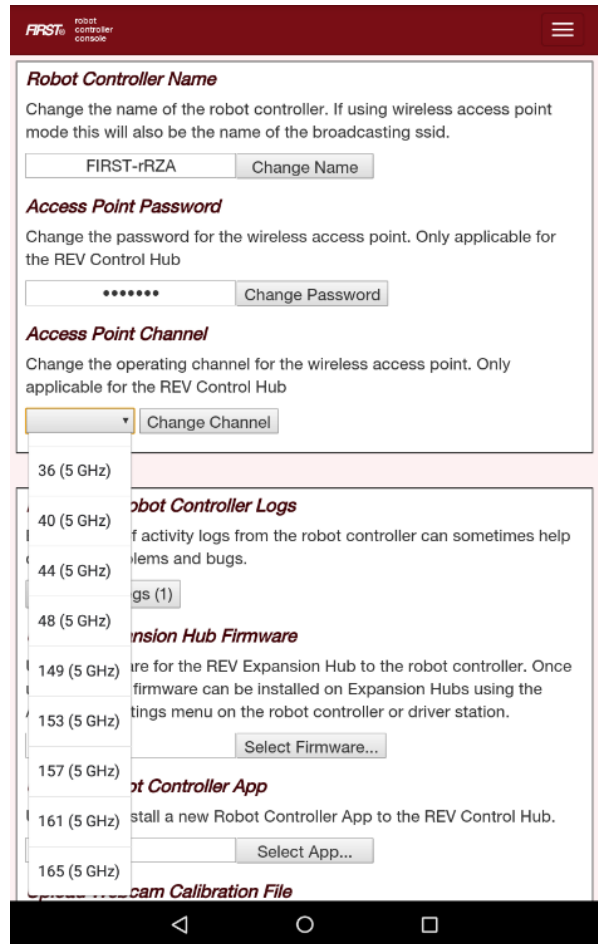 FIRST® robot
controller
console
Robot Controller Name
Change the name of the robot controller. If using wireless access point
mode this will also be the name of the broadcasting ssid.
FIRST-rRZA Change Name
Access Point Password
Change the password for the wireless access point. Only applicable for
the REV Control Hub
••••••• Change Password
Access Point Channel
Change the operating channel for the wireless access point. Only
applicable for the REV Control Hub
Change Channel
36 (5 GHz)
Robot Controller Logs
40 (5 GHz) f activity logs from the robot controller can sometimes help
44 (5 GHz) lems and bugs.
gs (1)
48 (5 GHz) nsion Hub Firmware
149 (5 GHz) are for the REV Expansion Hub to the robot controller. Once
firmware can be installed on Expansion Hubs using the
153 (5 GHz) tings menu on the robot controller or driver station.
Select Firmware...
157 (5 GHz) ot Controller App
161 (5 GHz) stall a new Robot Controller App to the REV Control Hub.
Select App...
165 (5 GHz)
Upload Webcam Calibration File